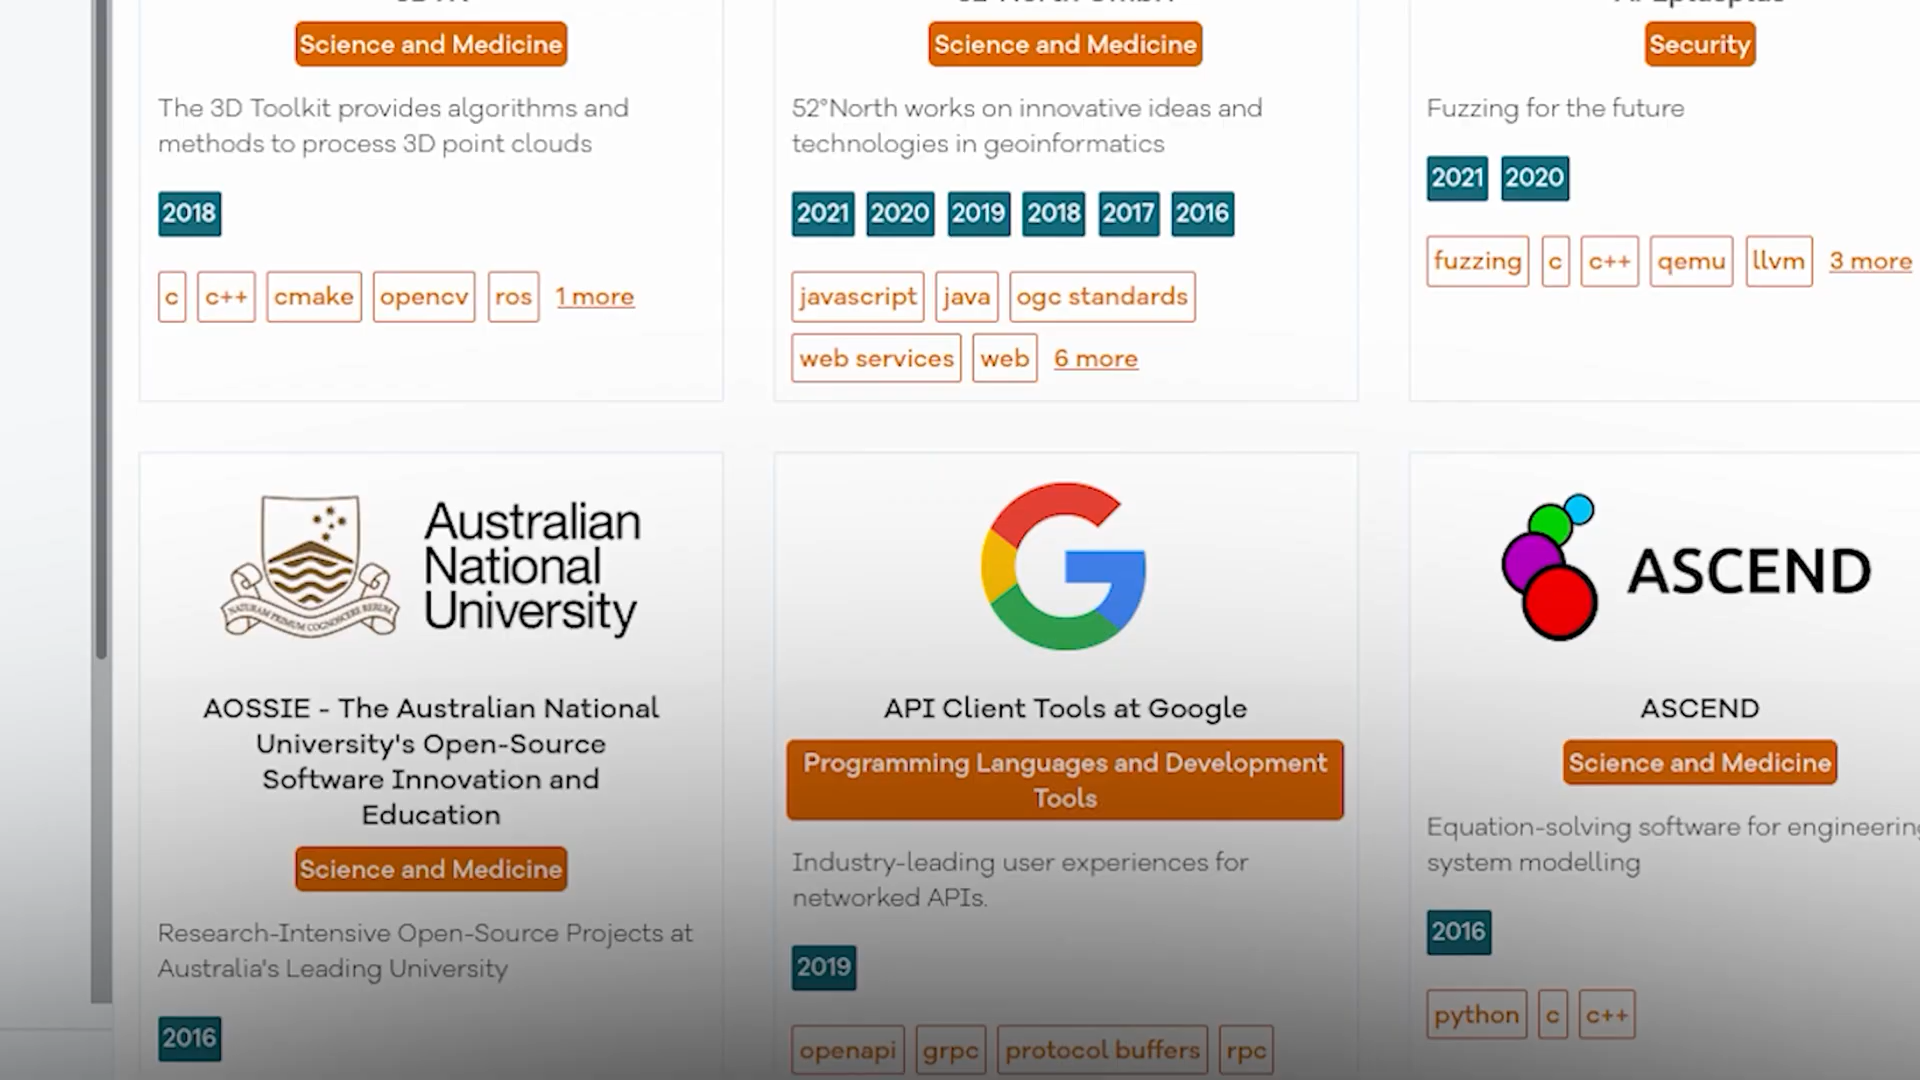 Science and Medicine
The 3D Toolkit provides algorithms and
methods to process 3D point clouds
2018
c c++ cmake opencv ros 1 more
Science and Medicine
52°North works on innovative ideas and
technologies in geoinformatics
2021 2020 2019 2018 2017 2016
javascript java ogc standards
web services web 6 more
Security
Fuzzing for the future
2021 2020
fuzzing c c++ qemu llvm 3 more
NATURAM PRIMUM COGNOSCERE RERUM
Australian
National
University
AOSSIE - The Australian National
University's Open-Source
Software Innovation and
Education
Science and Medicine
Research-Intensive Open-Source Projects at
Australia's Leading University
2016
API Client Tools at Google
Programming Languages and Development
Tools
Industry-leading user experiences for
networked APIs.
2019
openapi grpc protocol buffers rpc
ASCEND
ASCEND
Science and Medicine
Equation-solving software for engineering
system modelling
2016
python c c++